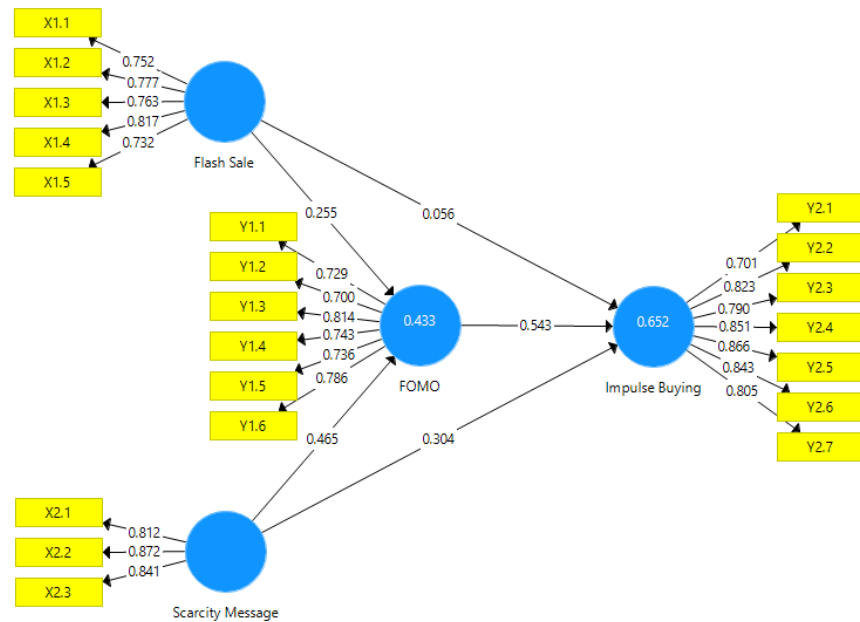 X1.1
X1.2
X1.3
X1.4
X1.5
0.752
0.777
0.763
0.817
0.732
Flash Sale
0.255
0.056
Y1.1
Y1.2
Y1.3
Y1.4
Y1.5
Y1.6
0.729
0.700
0.814
0.743
0.736
0.786
0.433
FOMO
0.543
0.652
Impulse Buying
0.701
0.823
0.790
0.851
0.866
0.843
0.805
Y2.1
Y2.2
Y2.3
Y2.4
Y2.5
Y2.6
Y2.7
0.465
0.304
X2.1
X2.2
X2.3
0.812
0.872
0.841
Scarcity Message